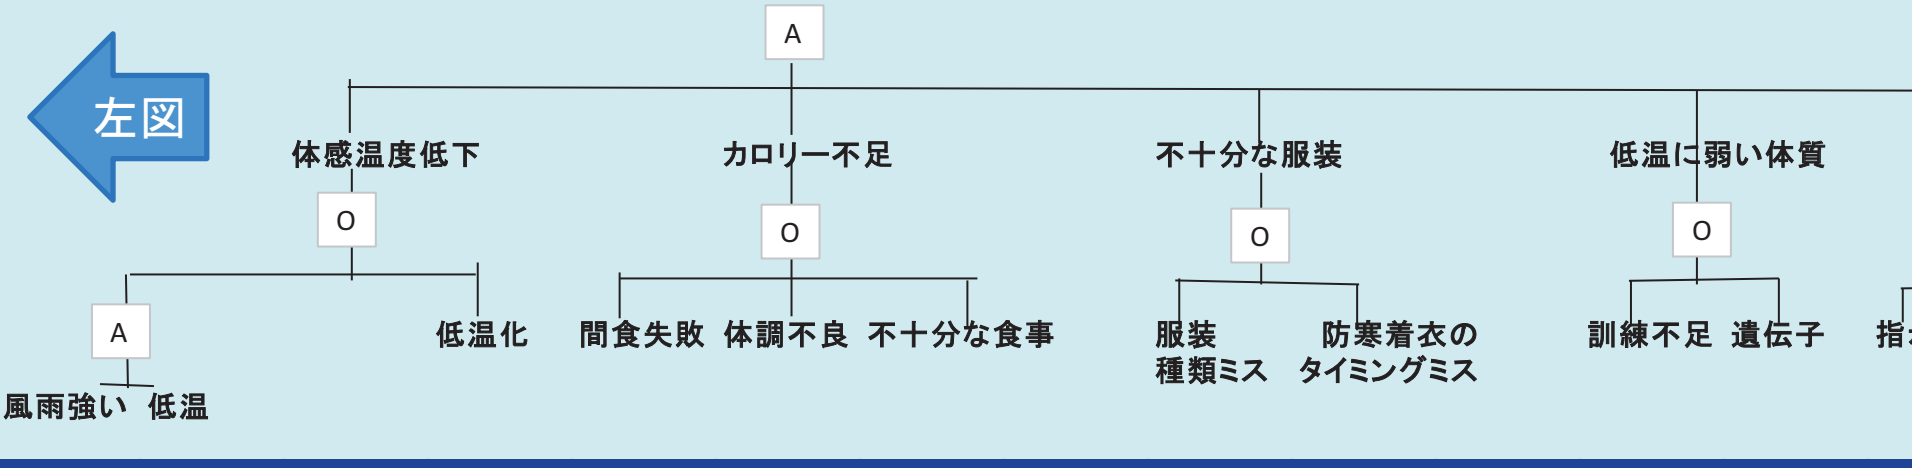 A
左図
体感温度低下
カロリー不足
不十分な服装
低温に弱い体質
O
O
O
O
A
低温化
間食失敗
体調不良
不十分な食事
服装
種類ミス
防寒着衣の
タイミングミス
訓練不足
遺伝子
指
風雨強い
低温